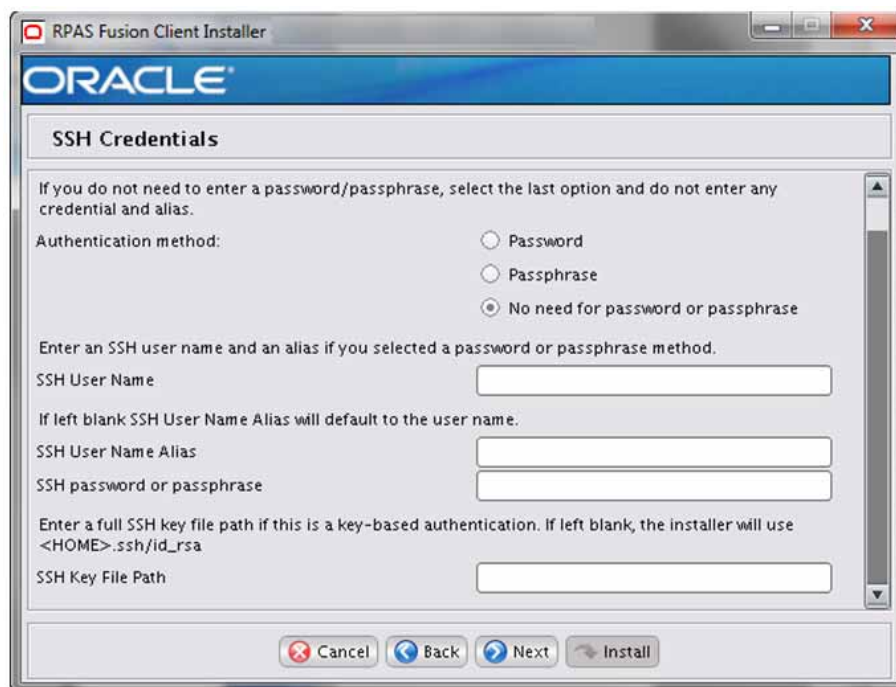 RPAS Fusion Client Installer
ORACLE®
SSH Credentials
If you do not need to enter a password/passphrase, select the last option and do not enter any
credential and alias.
Authentication method:
Password
Passphrase
No need for password or passphrase
Enter an SSH user name and an alias if you selected a password or passphrase method.
SSH User Name
If left blank SSH User Name Alias will default to the user name.
SSH User Name Alias
SSH password or passphrase
Enter a full SSH key file path if this is a key-based authentication. If left blank, the installer will use
<HOME>.ssh/id_rsa
SSH Key File Path
Cancel
Back
Next
Install